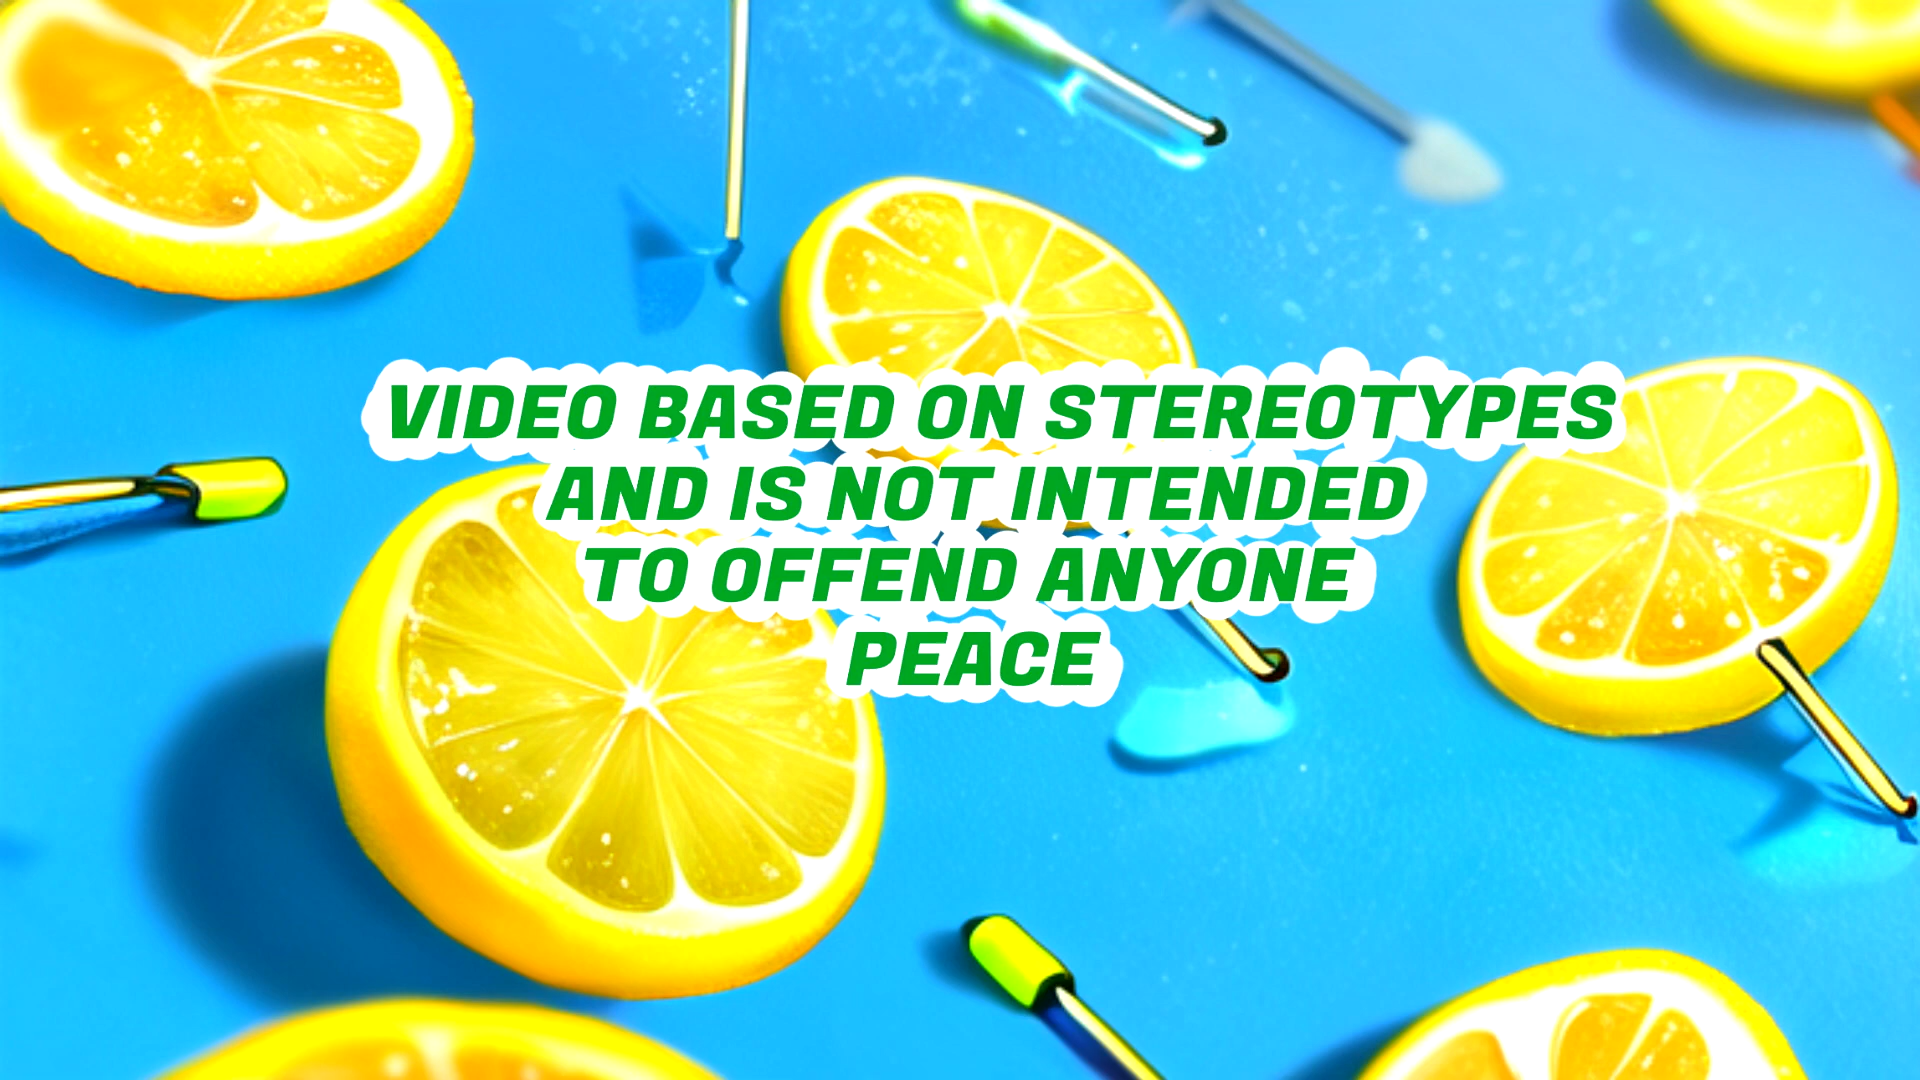 VIDEO BASED ON STEREOTYPES
AND IS NOT INTENDED
TO OFFEND ANYONE
PEACE